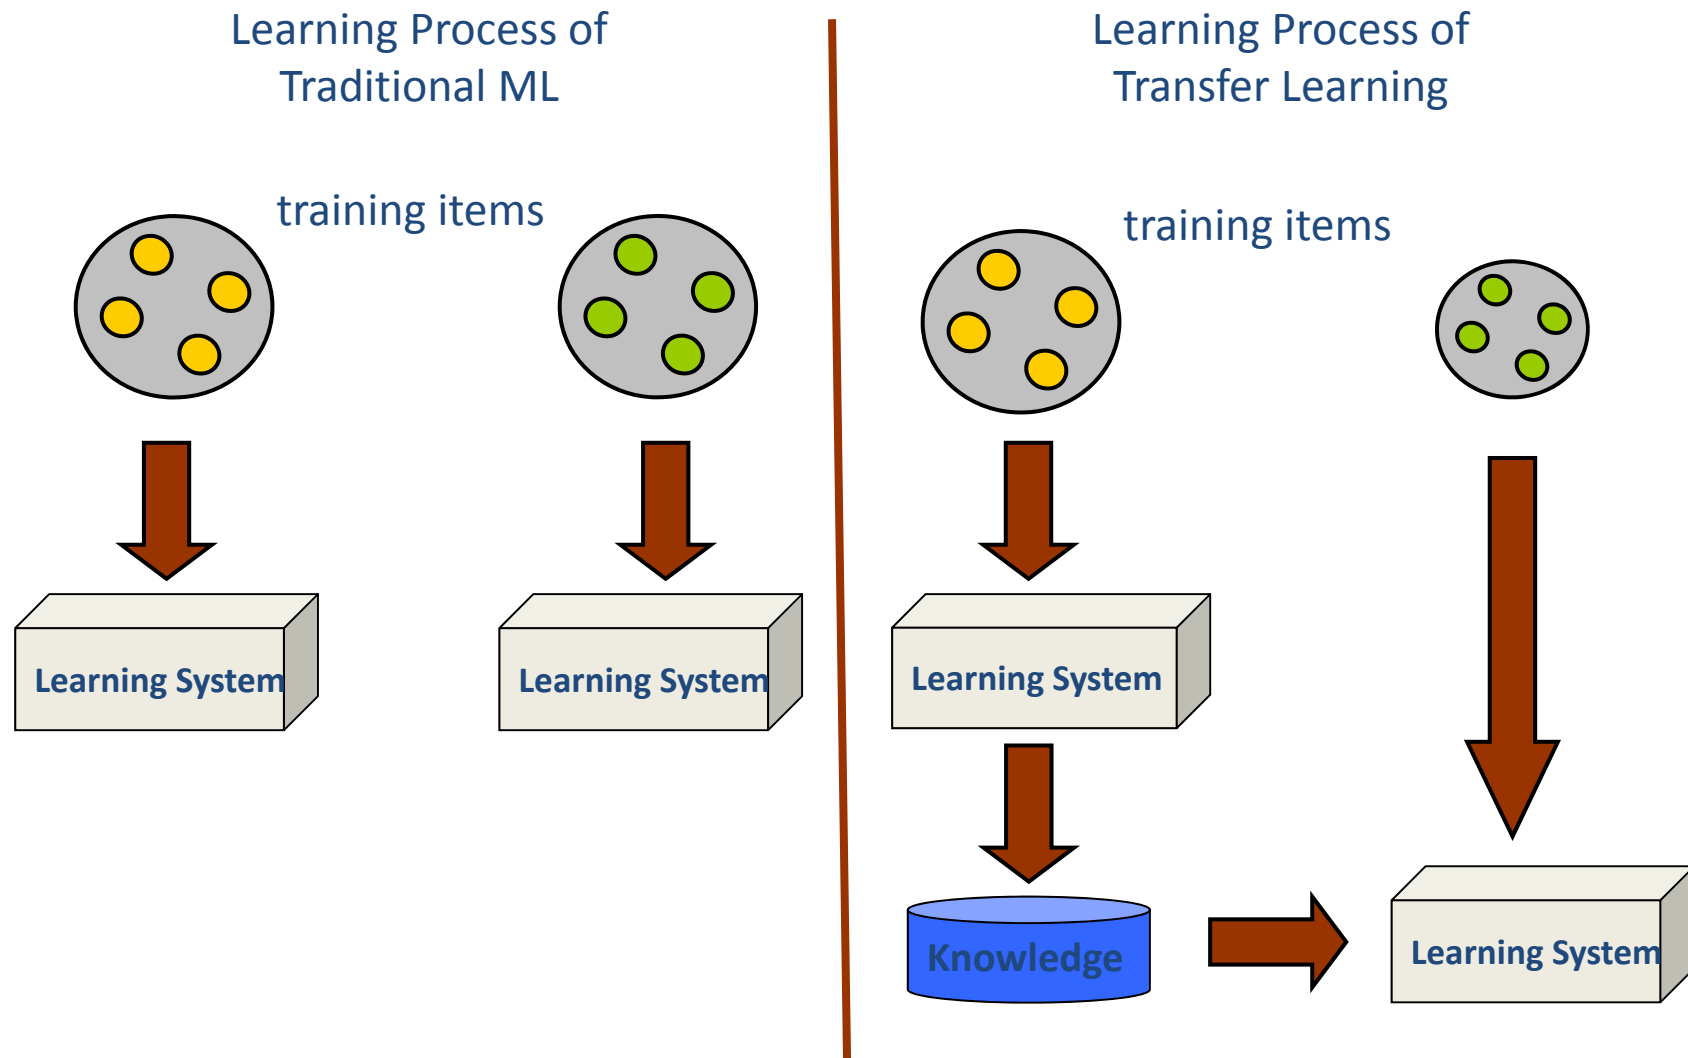 Learning Process of
Traditional ML
training items
Learning System
Learning System
Learning Process of
Transfer Learning
training items
Learning System
Knowledge
Learning System